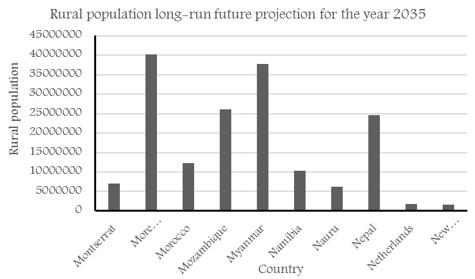 Rural population long-run future projection for the year 2035
Rural population
45000000
40000000
35000000
30000000
25000000
20000000
15000000
10000000
5000000
0
Montserrat
More...
Morocco
Mozambique
Myanmar
Namibia
Nauru
Nepal
Netherlands
New...
Country